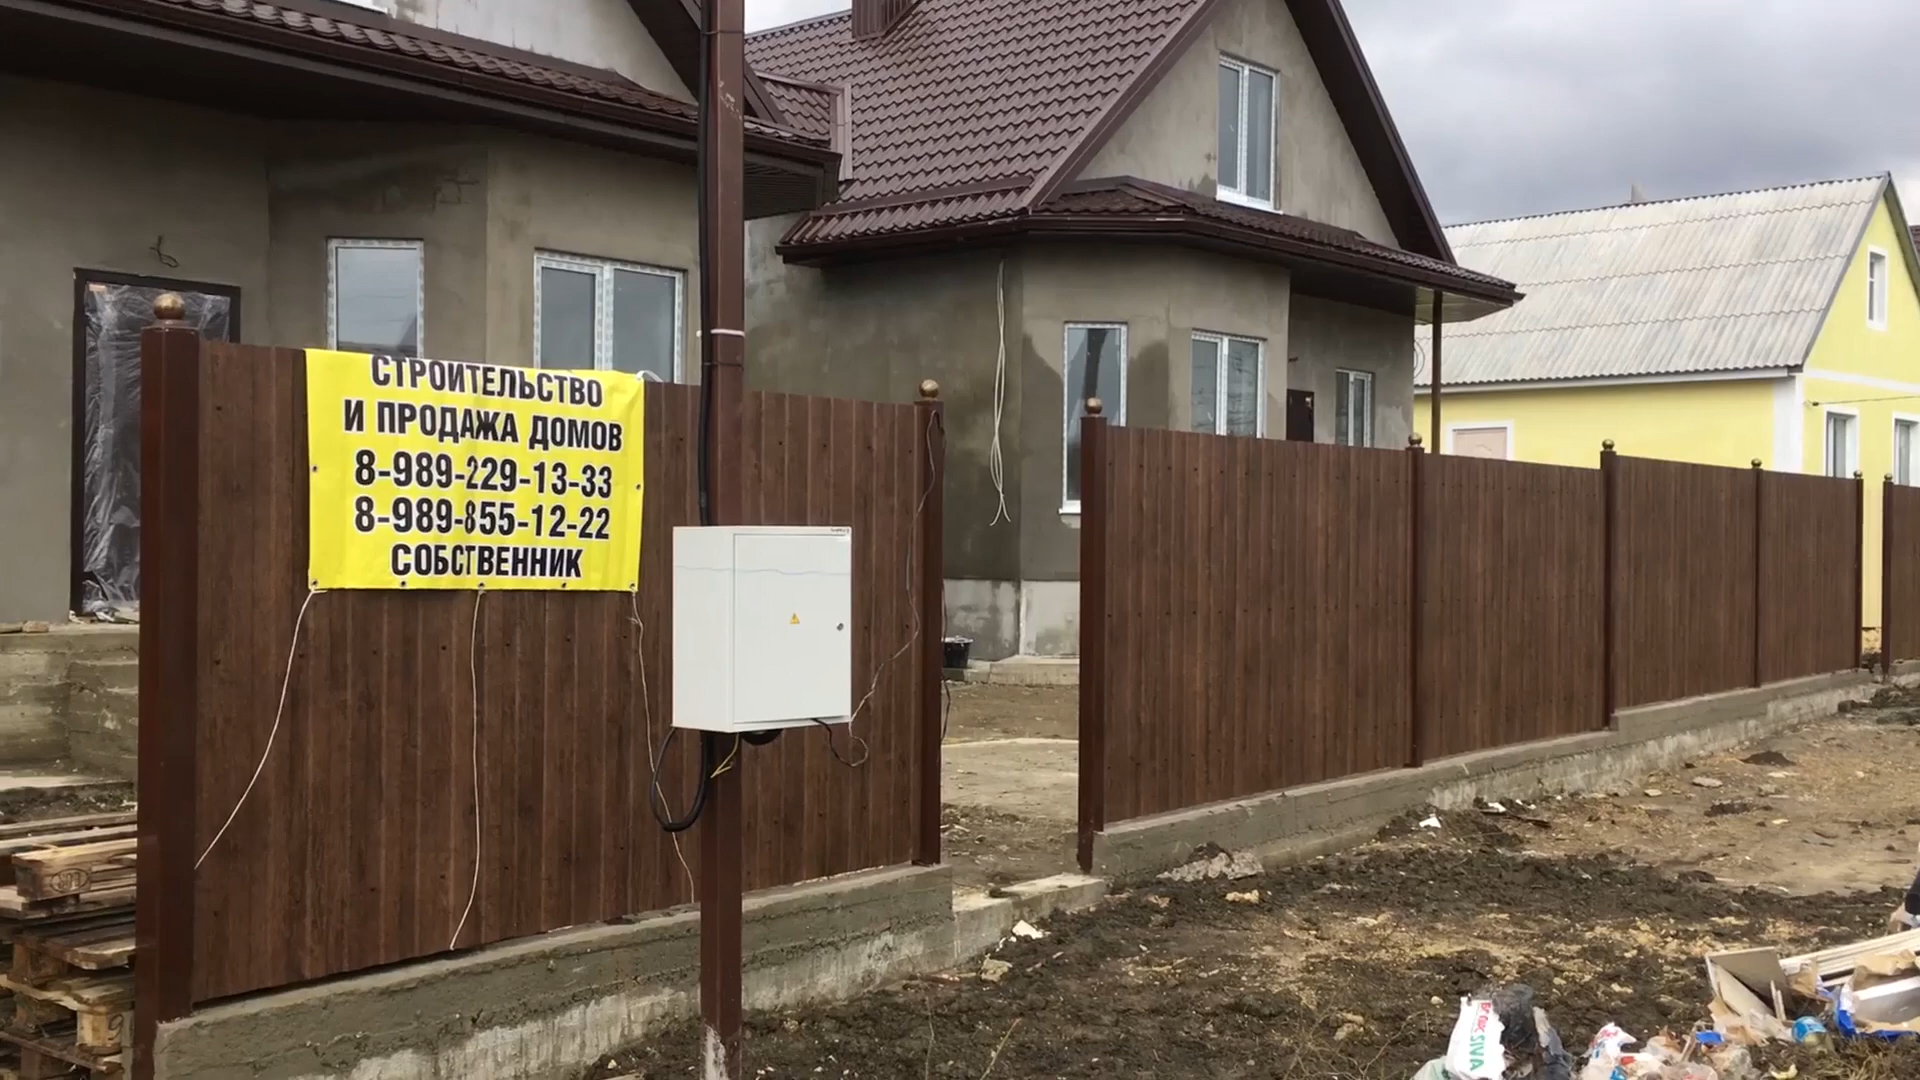 СТРОИТЕЛЬСТВО
И ПРОДАЖА ДОМОВ
8-989-229-13-33
8-989-855-12-22
СОБСТВЕННИК